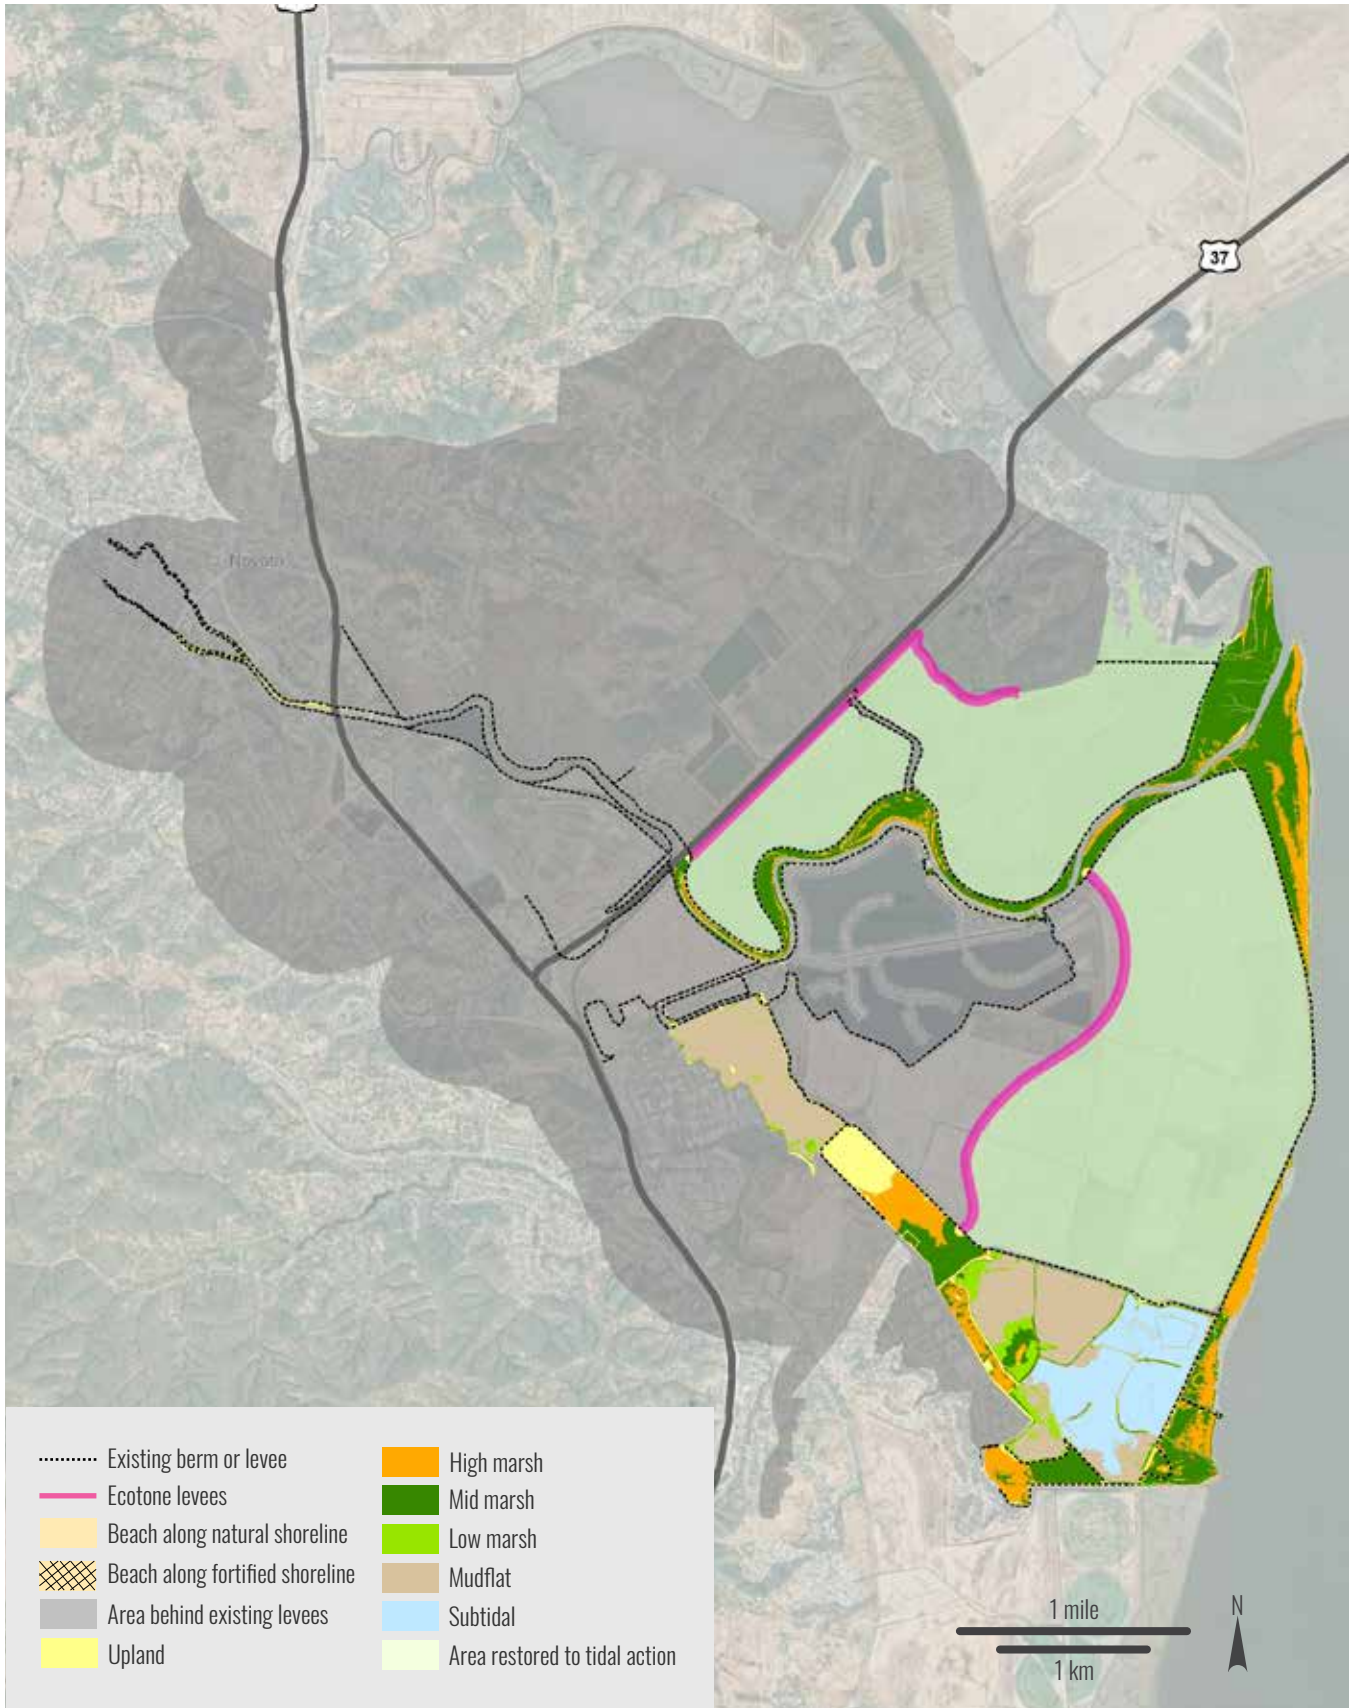 37
Novato
Existing berm or levee
Ecotone levees
Beach along natural shoreline
Beach along fortified shoreline
Area behind existing levees
Upland
High marsh
Mid marsh
Low marsh
Mudflat
Subtidal
Area restored to tidal action
1 mile
1 km
N